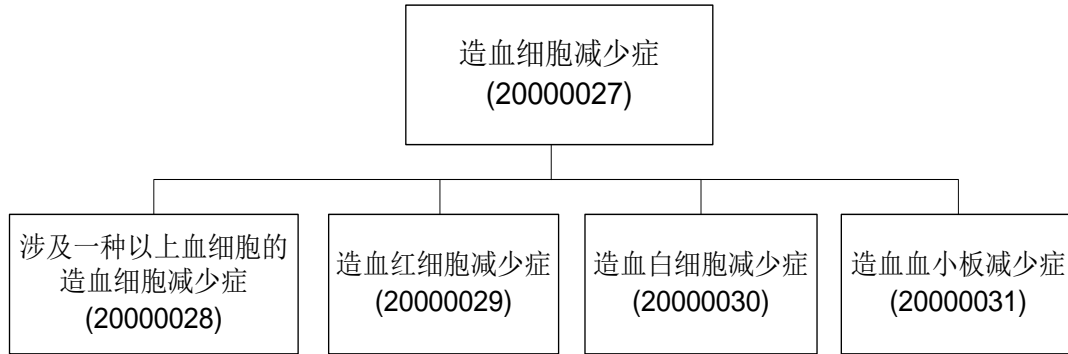 造血细胞减少症
(20000027)
涉及一种以上血细胞的
造血细胞减少症
(20000028)
造血红细胞减少症
(20000029)
造血白细胞减少症
(20000030)
造血血小板减少症
(20000031)